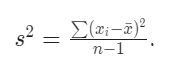 s² = ∑(xᵢ−x̄)² / n−1 .